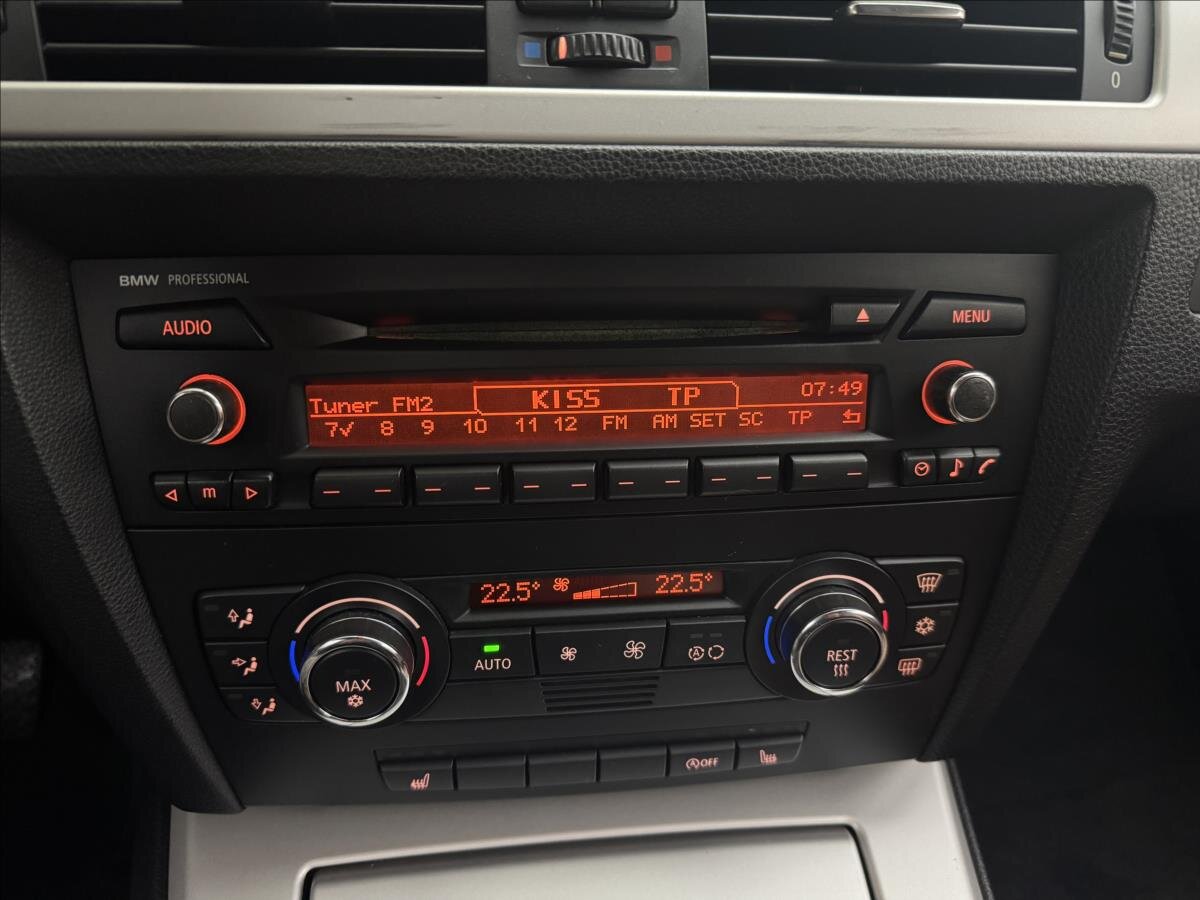 0
BMW PROFESSIONAL
AUDIO
MENU
KISS TP
07:49
Tuner FM2
7✓ 8 9 10 11 12 FM AM SET SC TP
m
22.5° 22.5°
AUTO
A
MAX
REST
A OFF